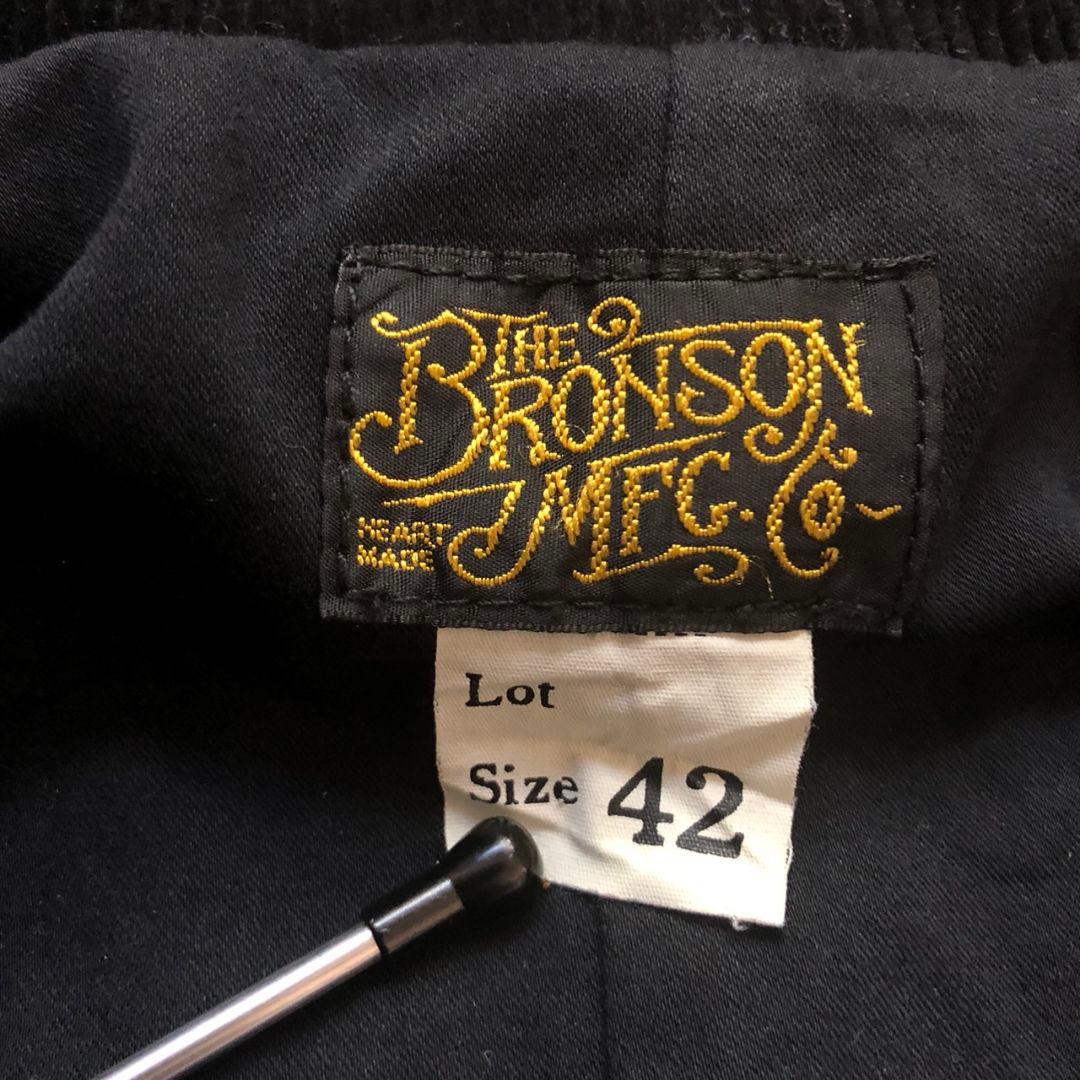 THE
BRONSON
MFG. Co
HEART
MADE
Lot
Size 42